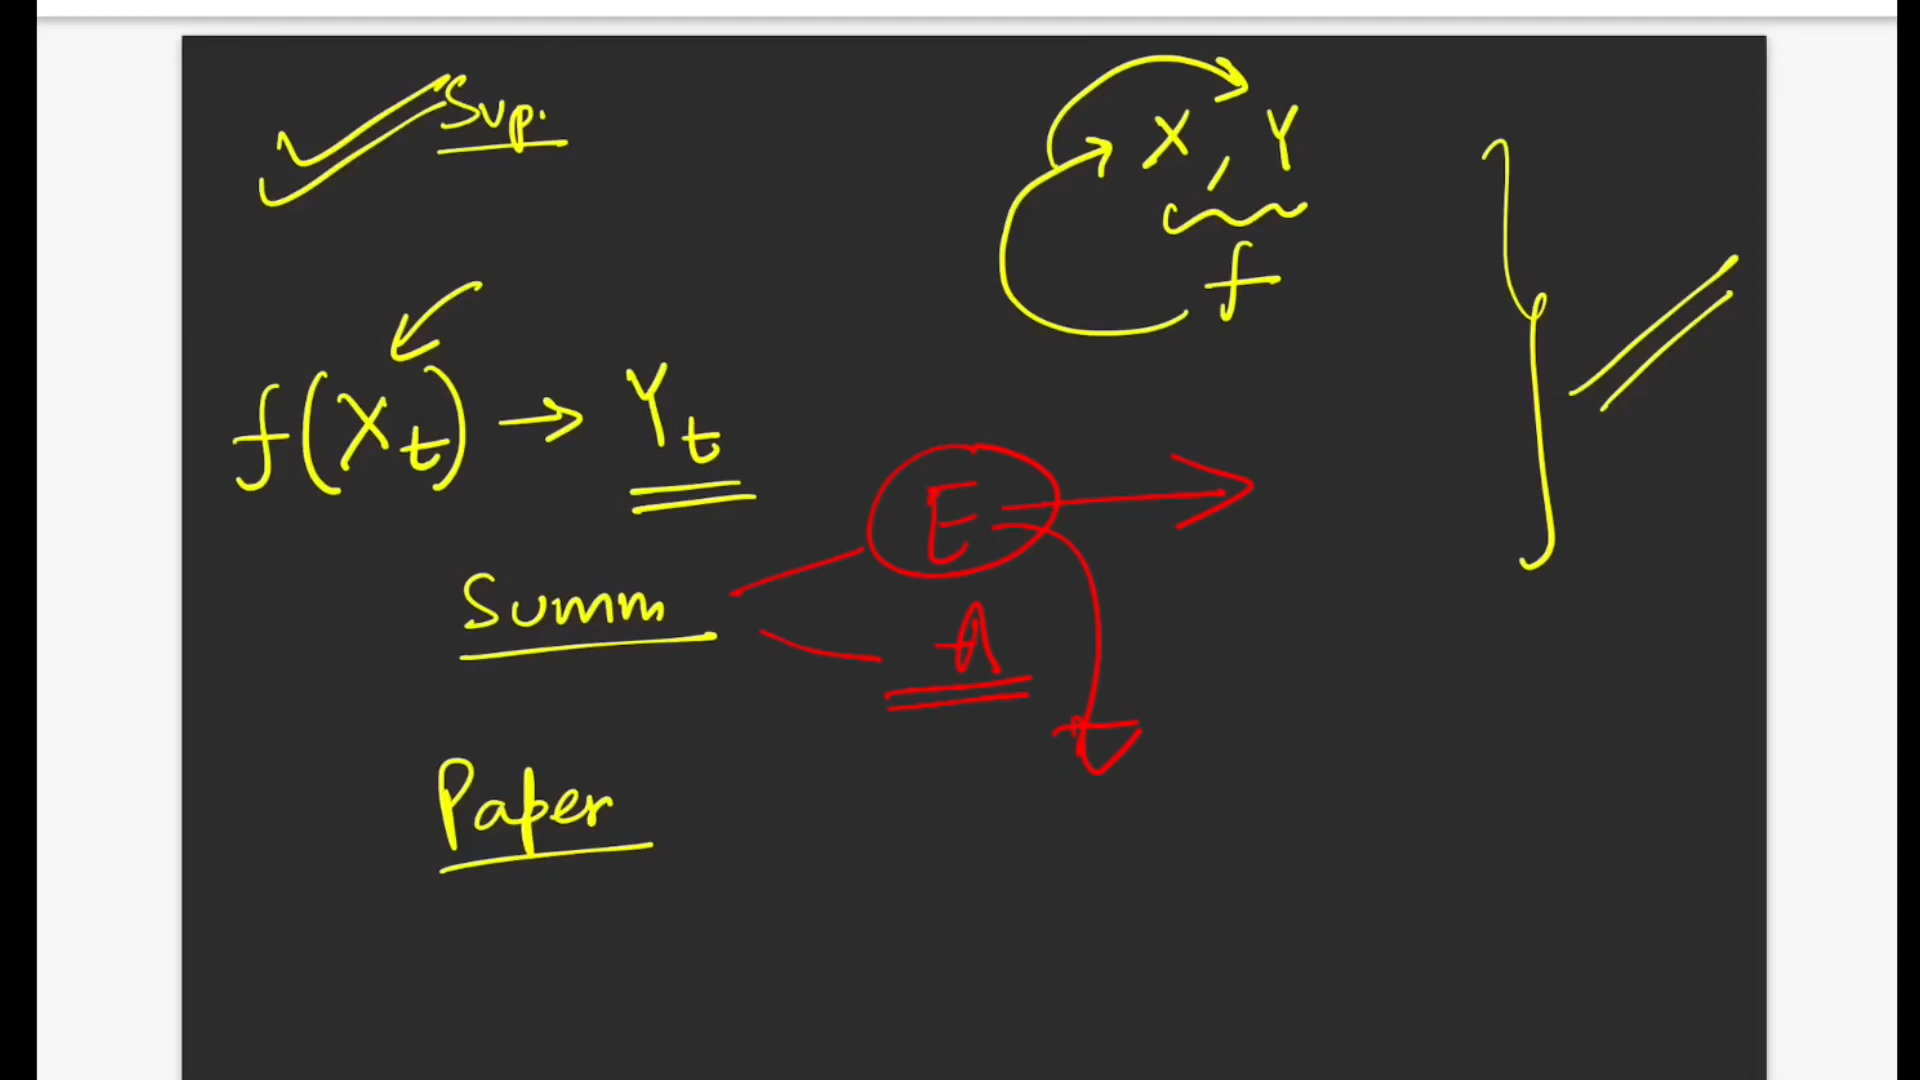 Sup.
X, Y
f
f(Xt) → Yt
E
Summ
A
Paper